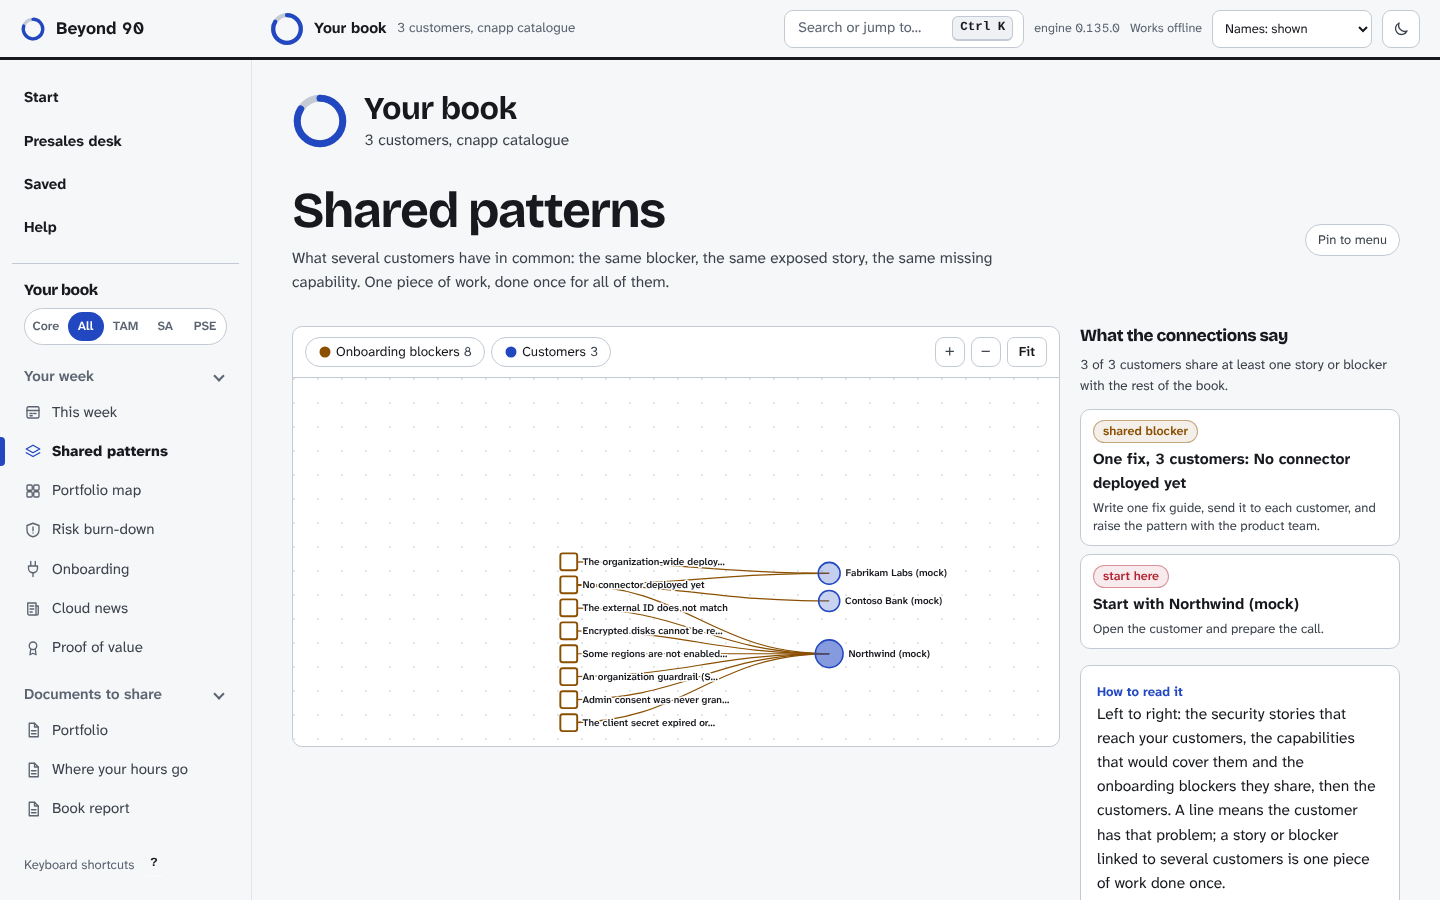 Beyond 90
Your book 3 customers, cnapp catalogue
Search or jump to... Ctrl K
engine 0.135.0 Works offline
Names: shown
Start
Presales desk
Saved
Help
Your book
Core All TAM SA PSE
Your week
This week
Shared patterns
Portfolio map
Risk burn-down
Onboarding
Cloud news
Proof of value
Documents to share
Portfolio
Where your hours go
Book report
Keyboard shortcuts ?
Your book
3 customers, cnapp catalogue
Shared patterns
What several customers have in common: the same blocker, the same exposed story, the same missing
capability. One piece of work, done once for all of them.
Pin to menu
Onboarding blockers 8 Customers 3
+ − Fit
The organization-wide deploy...
No connector deployed yet
The external ID does not match
Encrypted disks cannot be re...
Some regions are not enabled...
An organization guardrail (S...
Admin consent was never gran...
The client secret expired or...
Fabrikam Labs (mock)
Contoso Bank (mock)
Northwind (mock)
What the connections say
3 of 3 customers share at least one story or blocker
with the rest of the book.
shared blocker
One fix, 3 customers: No connector
deployed yet
Write one fix guide, send it to each customer, and
raise the pattern with the product team.
start here
Start with Northwind (mock)
Open the customer and prepare the call.
How to read it
Left to right: the security stories that
reach your customers, the capabilities
that would cover them and the
onboarding blockers they share, then the
customers. A line means the customer
has that problem; a story or blocker
linked to several customers is one piece
of work done once.